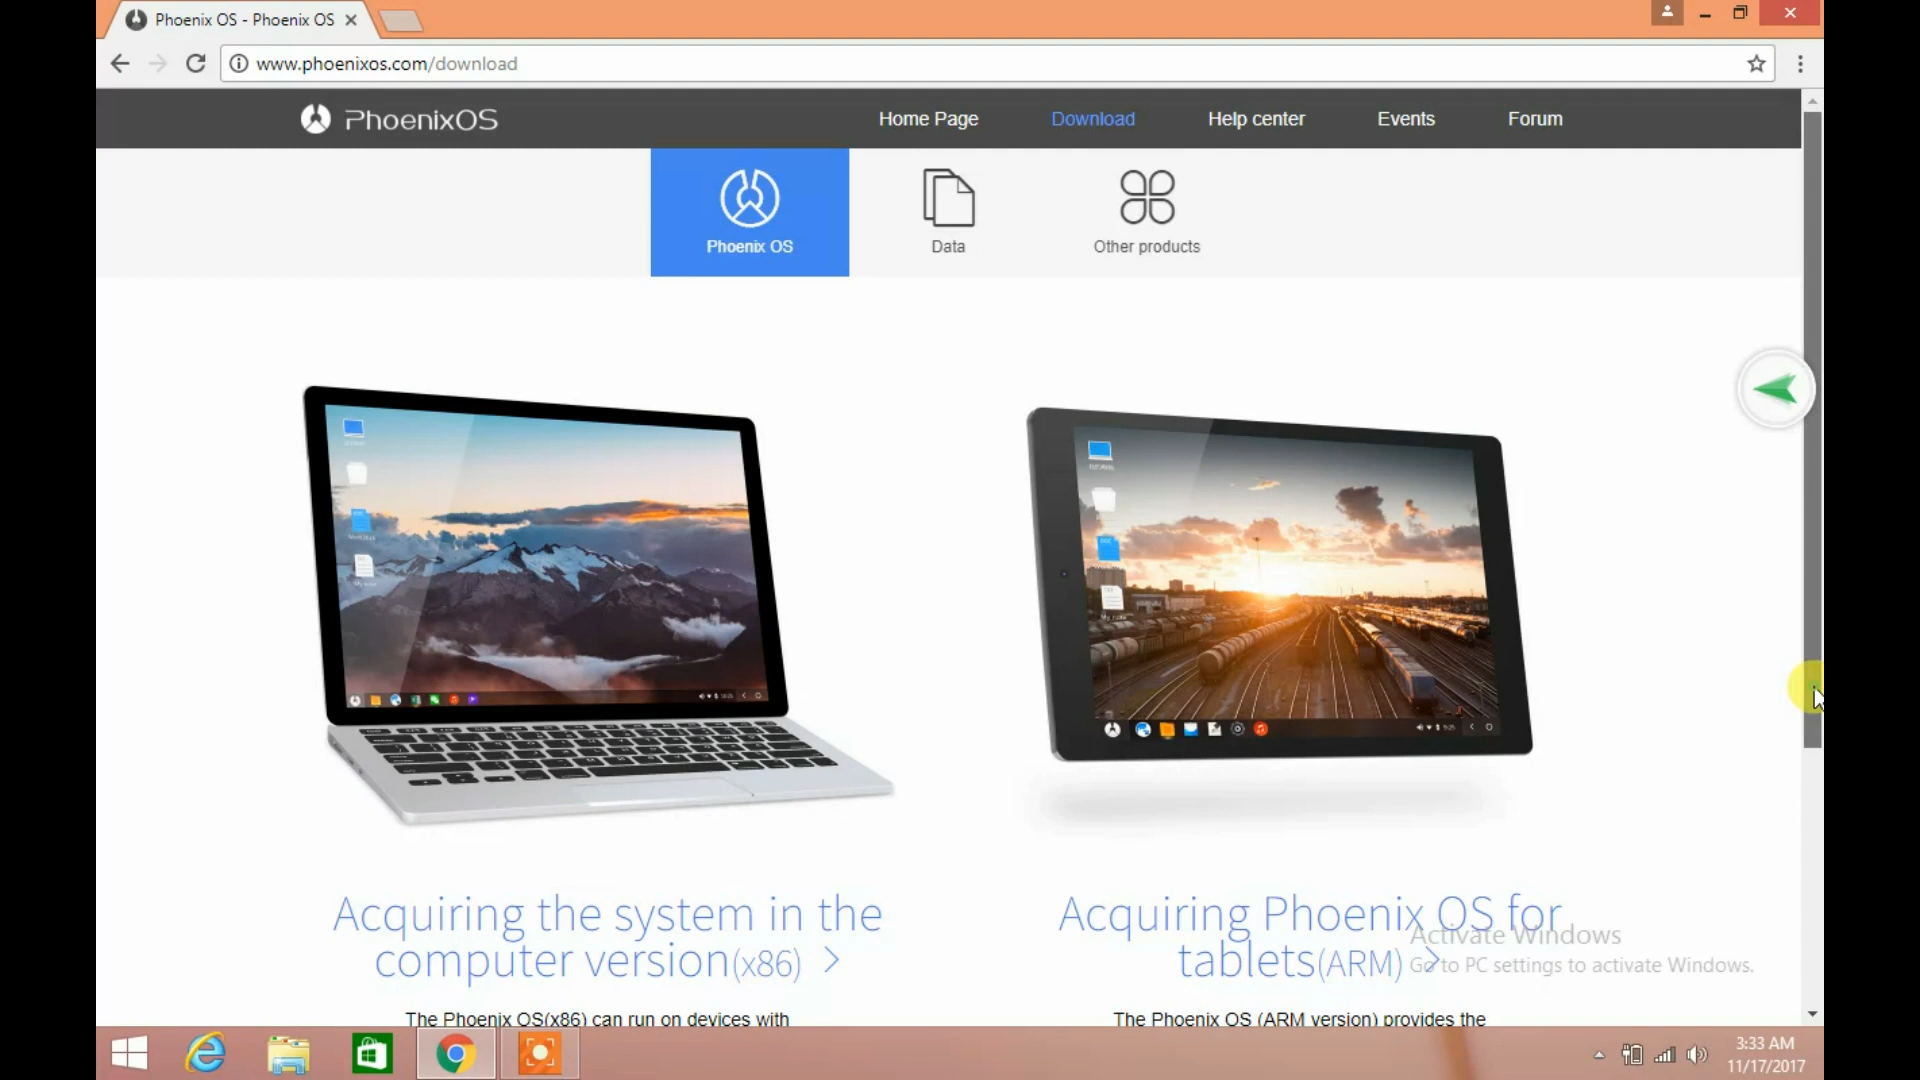 Phoenix OS - Phoenix OS
www.phoenixos.com/download
PhoenixOS
Home Page
Download
Help center
Events
Forum
Phoenix OS
Data
Other products
Acquiring the system in the
computer version(x86) >
Acquiring Phoenix OS for
tablets(ARM) >
Activate Windows
Go to PC settings to activate Windows.
The Phoenix OS(x86) can run on devices with
The Phoenix OS (ARM version) provides the
3:33 AM
11/17/2017